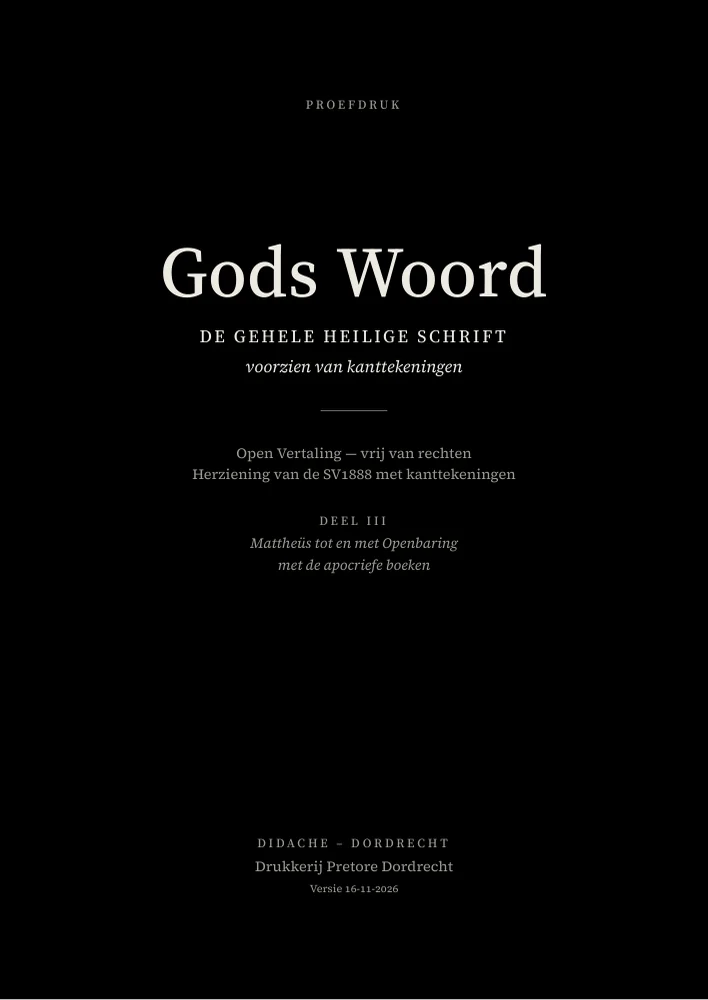 PROEFDRUK
Gods Woord
DE GEHELE HEILIGE SCHRIFT
voorzien van kanttekeningen
Open Vertaling — vrij van rechten
Herziening van de SV1888 met kanttekeningen
DEEL III
Mattheüs tot en met Openbaring
met de apocriefe boeken
DIDACHE – DORDRECHT
Drukkerij Pretore Dordrecht
Versie 16-11-2026